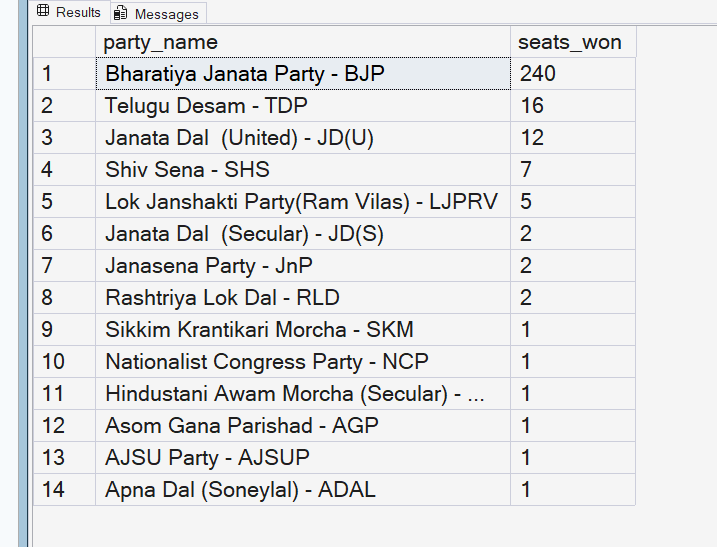 Results Messages
party_name seats_won
1 Bharatiya Janata Party - BJP 240
2 Telugu Desam - TDP 16
3 Janata Dal  (United) - JD(U) 12
4 Shiv Sena - SHS 7
5 Lok Janshakti Party(Ram Vilas) - LJPRV 5
6 Janata Dal  (Secular) - JD(S) 2
7 Janasena Party - JnP 2
8 Rashtriya Lok Dal - RLD 2
9 Sikkim Krantikari Morcha - SKM 1
10 Nationalist Congress Party - NCP 1
11 Hindustani Awam Morcha (Secular) - ... 1
12 Asom Gana Parishad - AGP 1
13 AJSU Party - AJSUP 1
14 Apna Dal (Soneylal) - ADAL 1